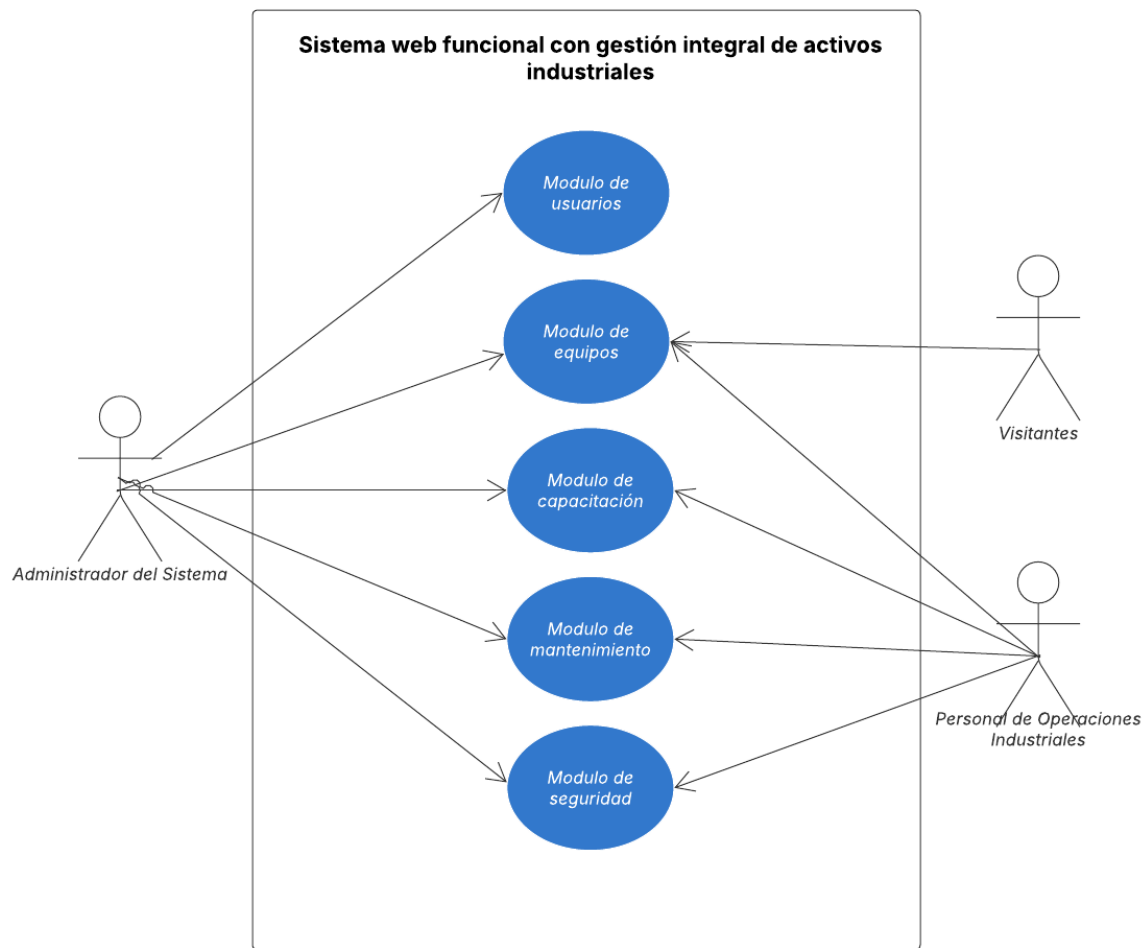 Sistema web funcional con gestión integral de activos
industriales
Modulo de
usuarios
Modulo de
equipos
Visitantes
Modulo de
capacitación
Administrador del Sistema
Modulo de
mantenimiento
Personal de Operaciones
Industriales
Modulo de
seguridad